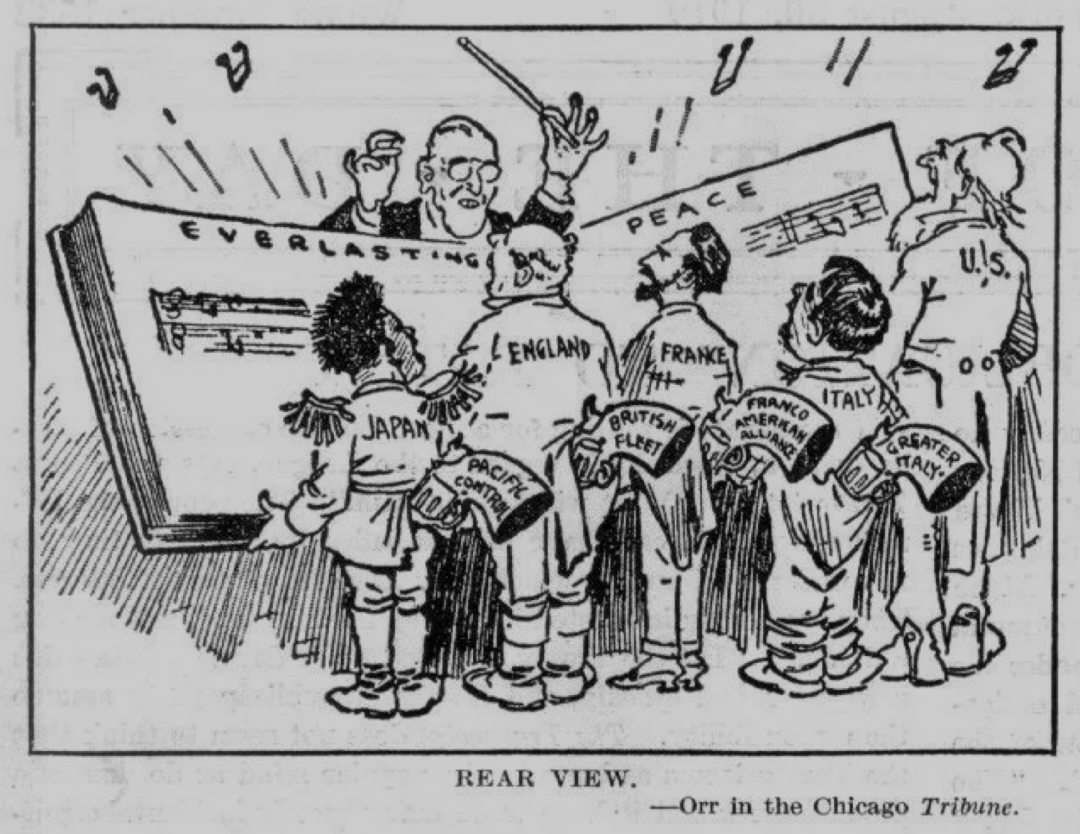 EVERLASTING
PEACE
U.S.
ENGLAND
FRANCE
ITALY
JAPAN
BRITISH
FLEET
FRANCO
AMERICAN
ALLIANCE
GREATER
ITALY.
PACIFIC
CONTROL
REAR VIEW.
—Orr in the Chicago Tribune.